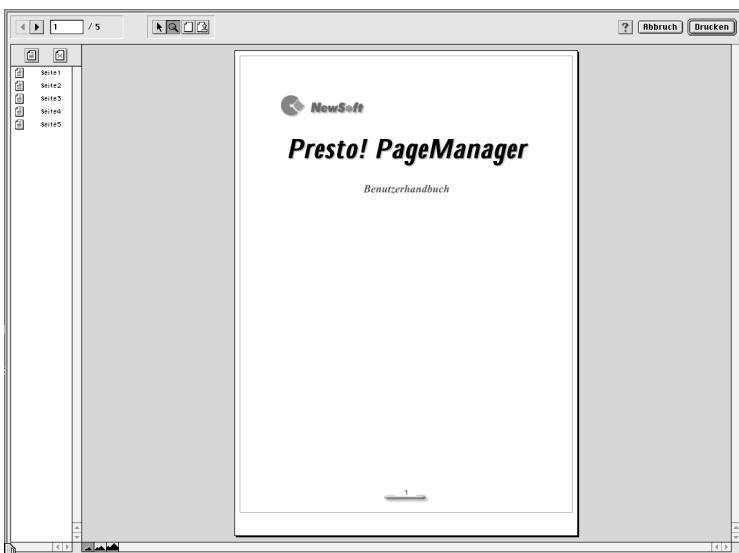 1 / 5
? Abbruch Drucken
Seite1
Seite2
Seite3
Seite4
Seite5
NewSoft
Presto! PageManager
Benutzerhandbuch
1